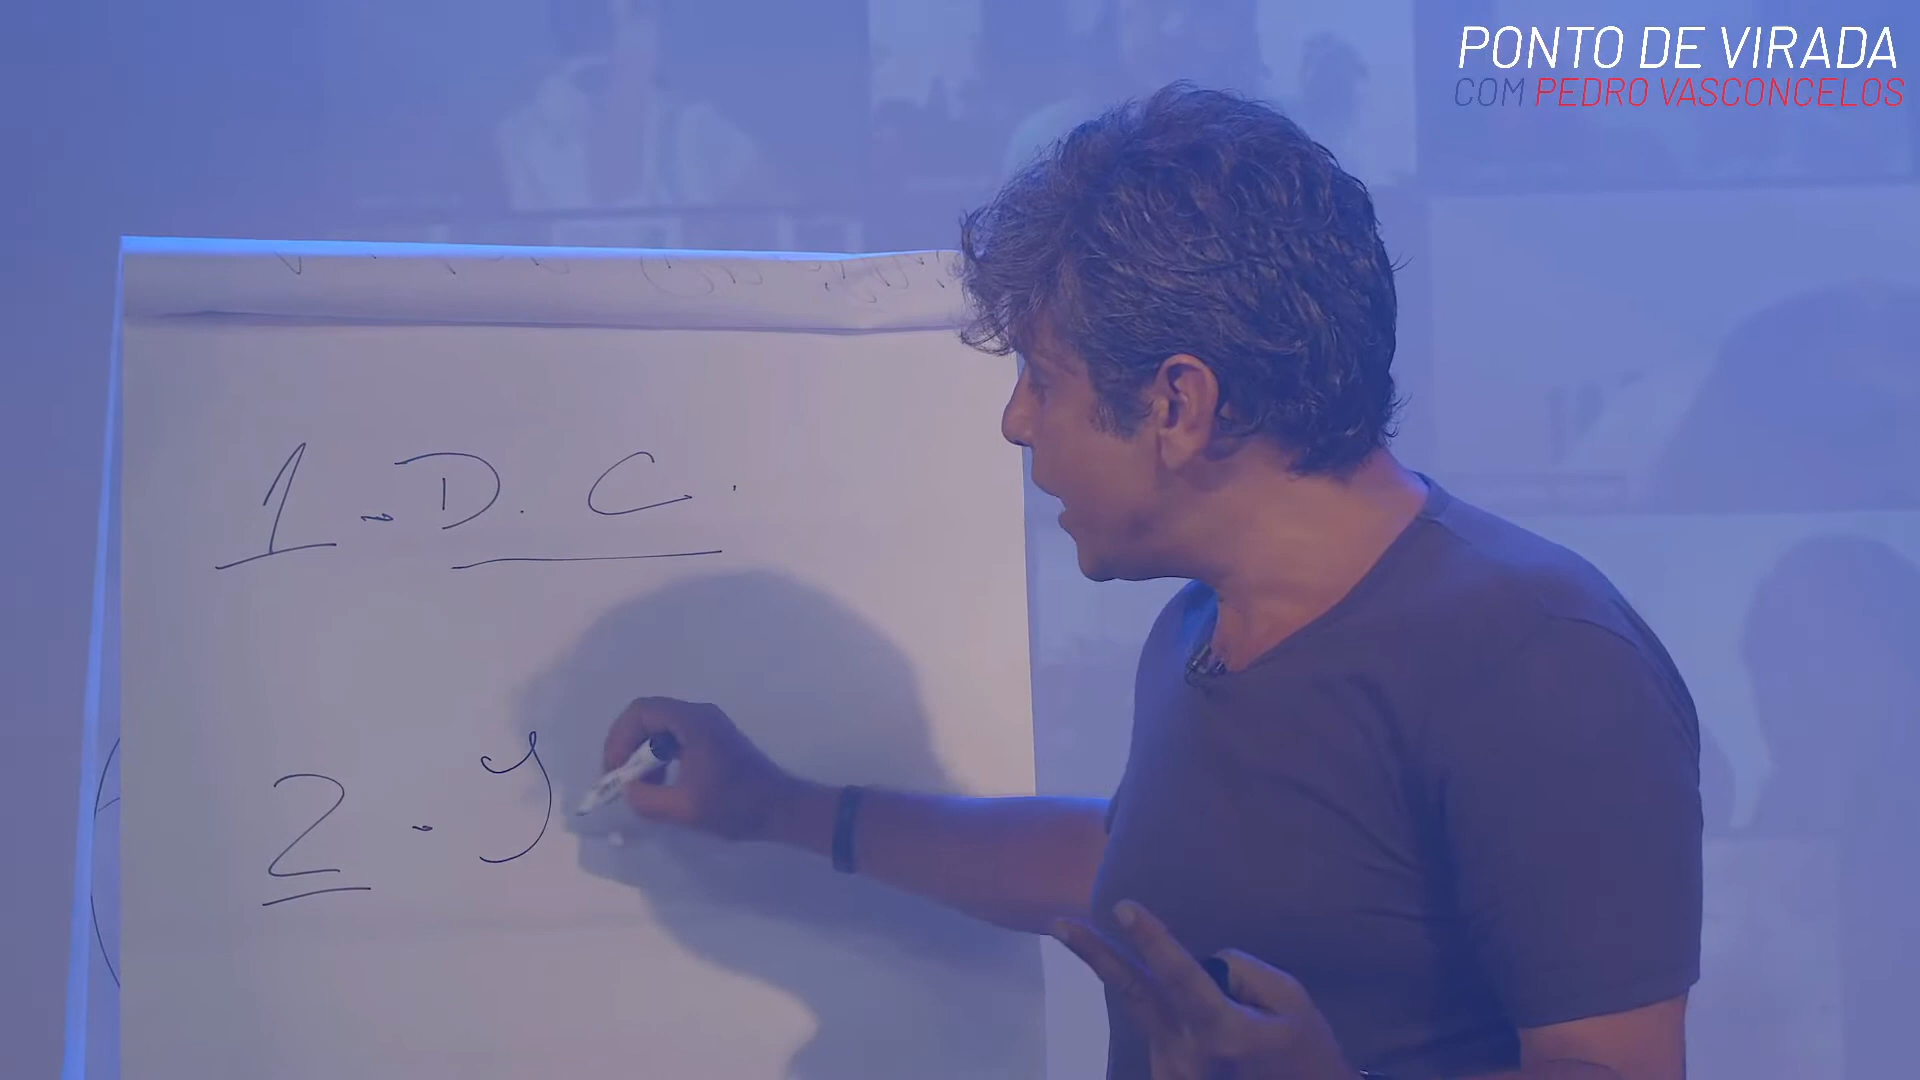 PONTO DE VIRADA
COM PEDRO VASCONCELOS
1. D. C.
2.